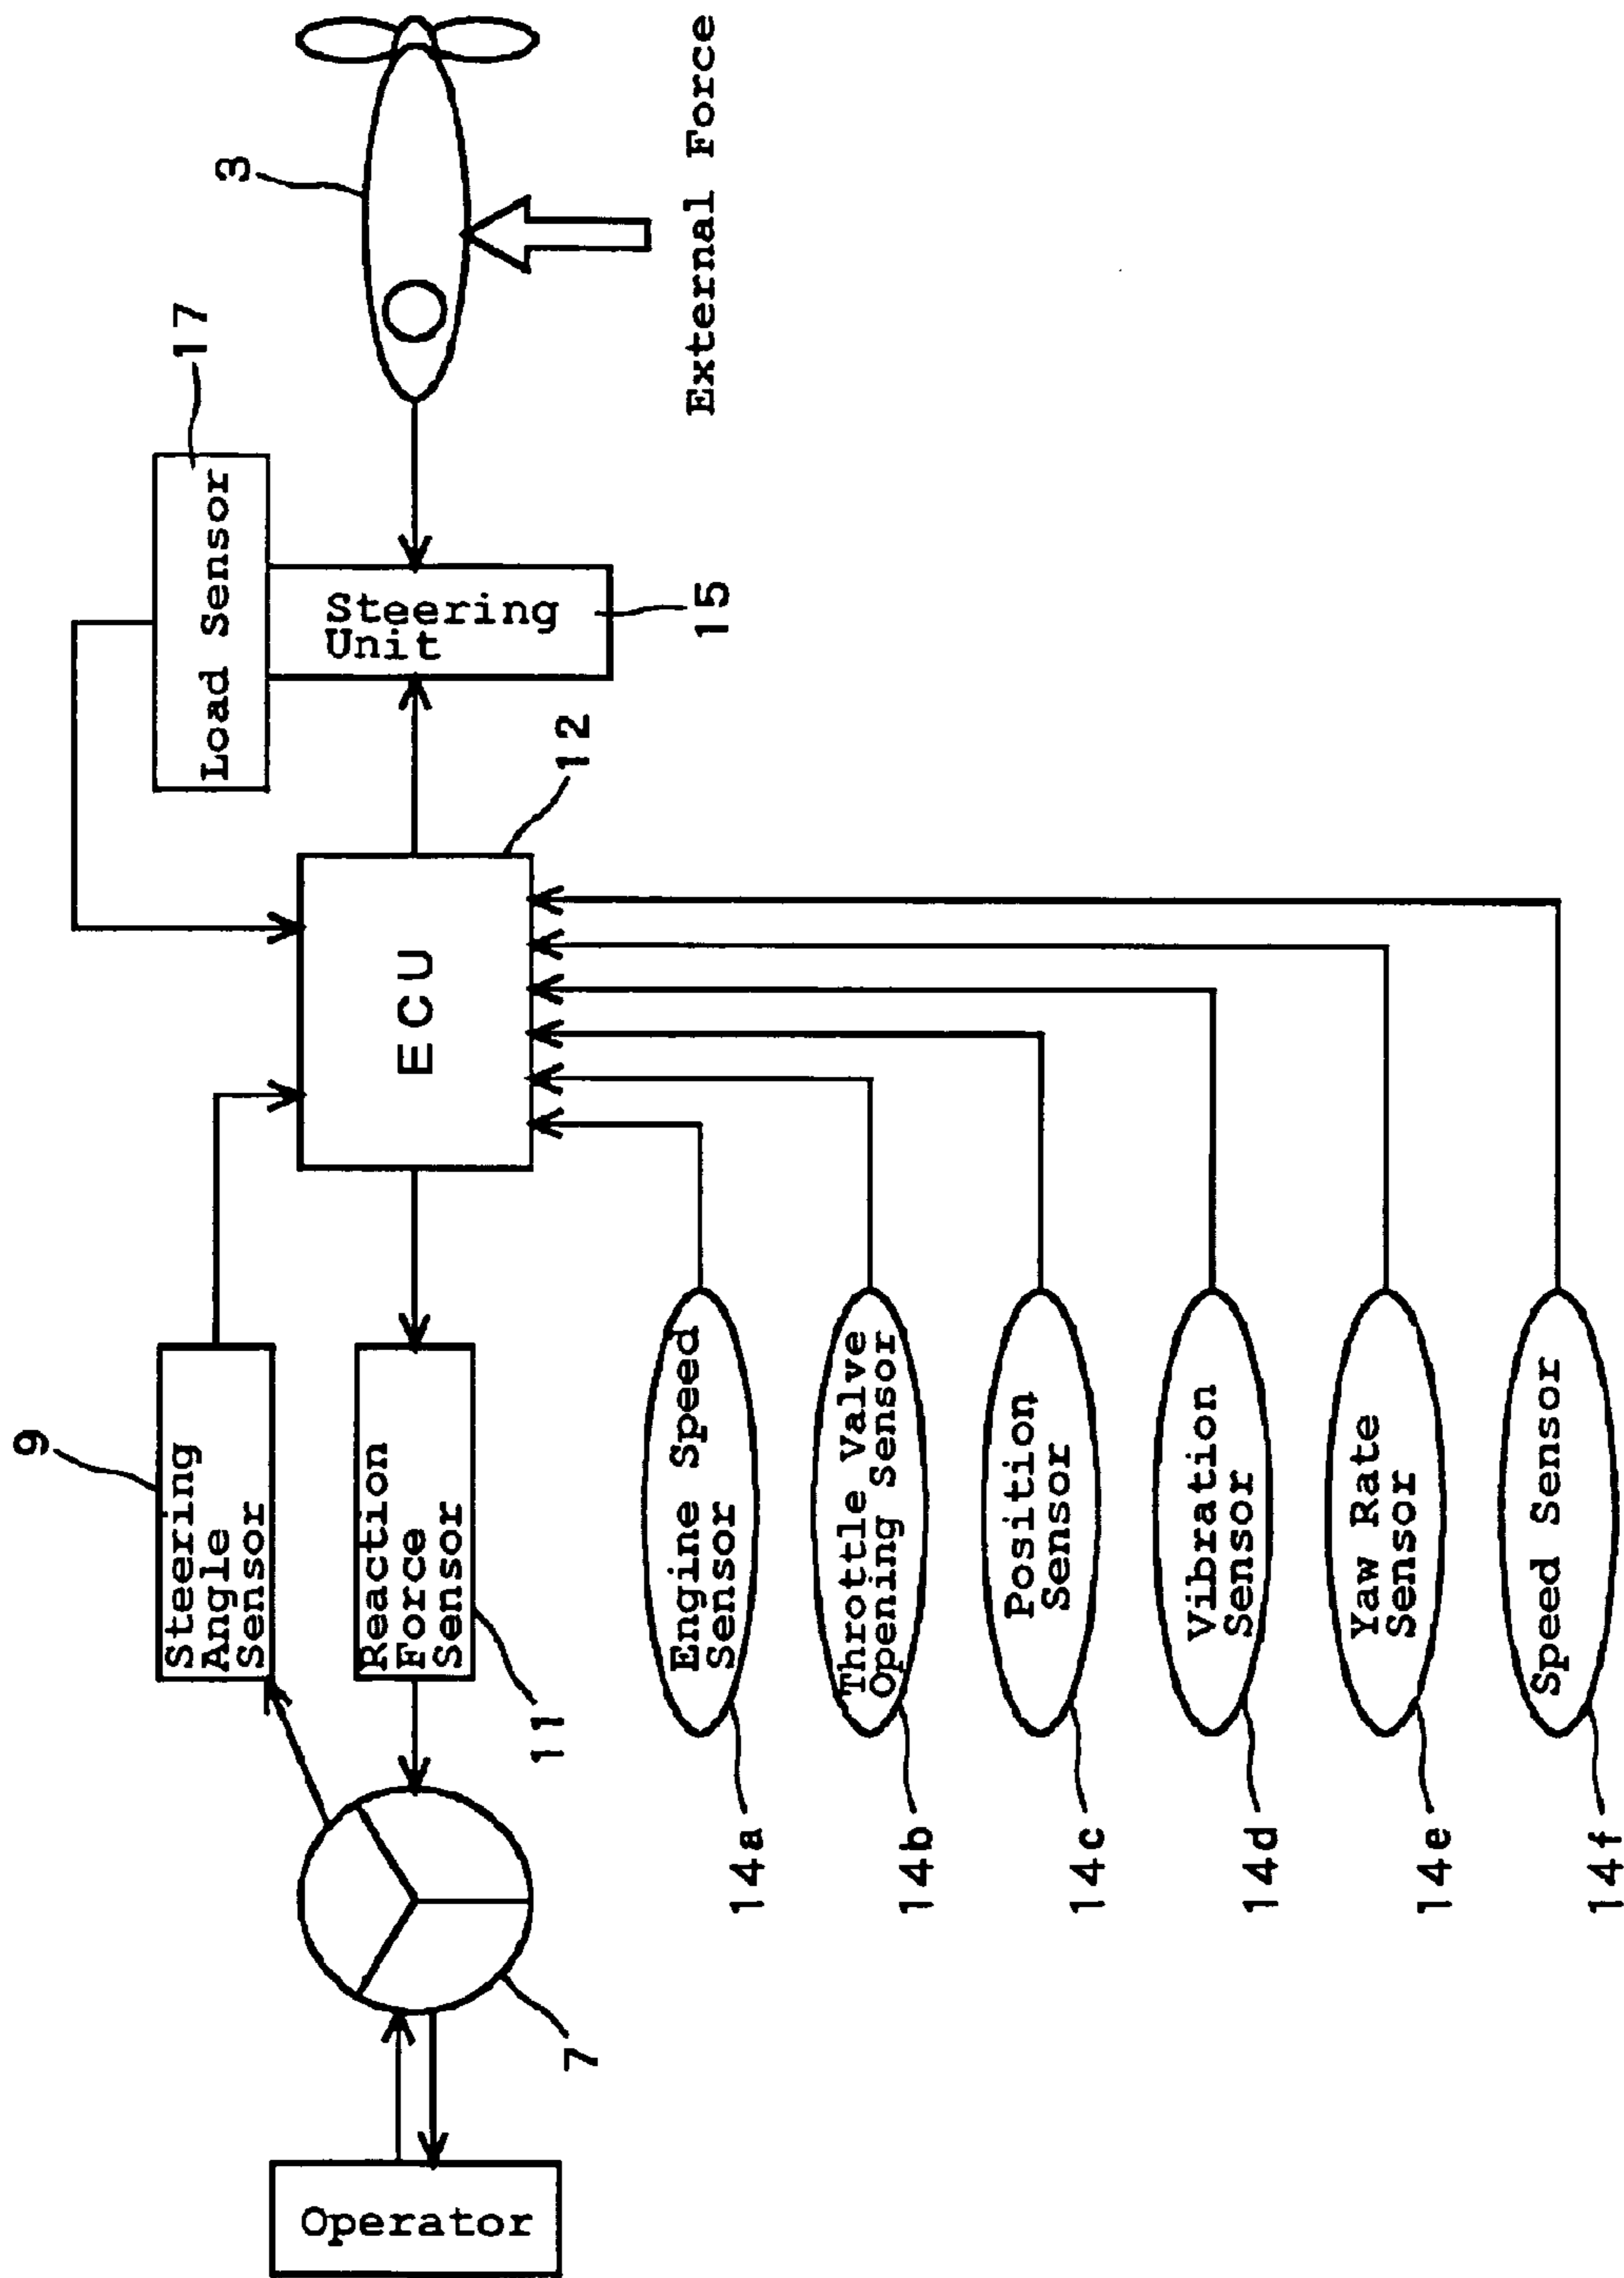 9
Steering
Angle
Sensor
17
Load Sensor
3
Operator
7
Reaction
Force
Sensor
11
ECU
12
Steering
Unit
15
External Force
Engine Speed
Sensor
14a
Throttle Valve
Opening Sensor
14b
Position
Sensor
14c
Vibration
Sensor
14d
Yaw Rate
Sensor
14e
Speed Sensor
14f